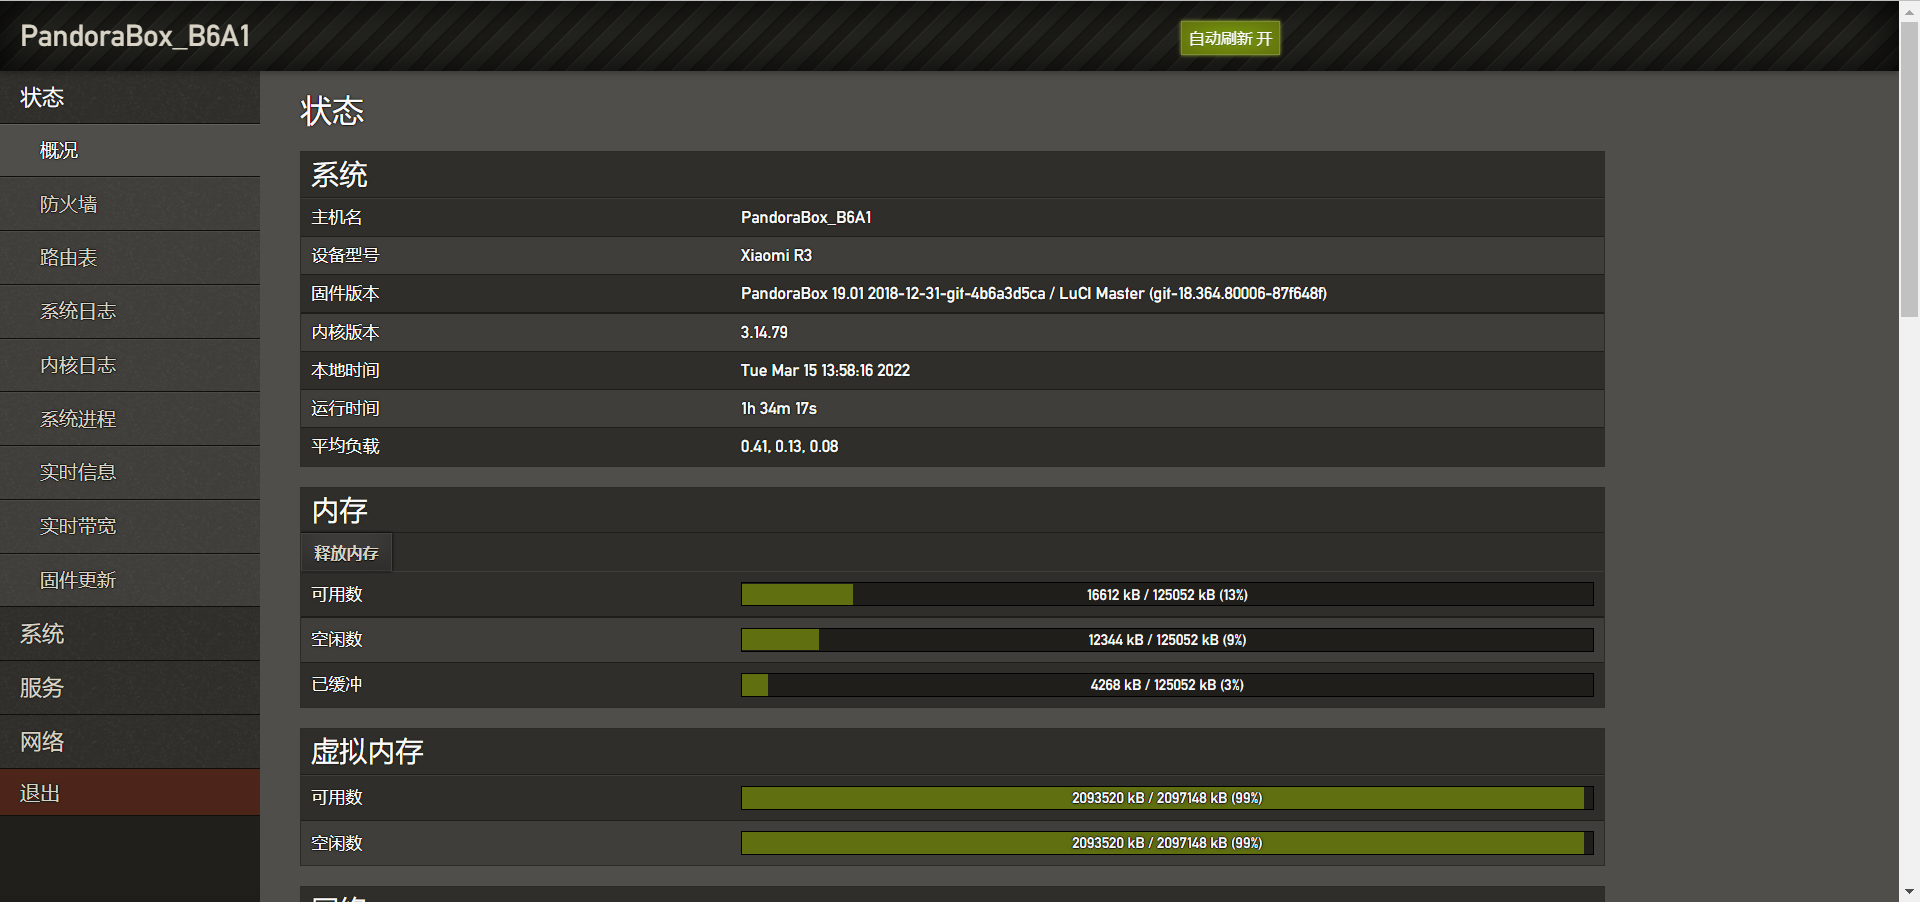 PandoraBox_B6A1
自动刷新 开
状态
概况
防火墙
路由表
系统日志
内核日志
系统进程
实时信息
实时带宽
固件更新
系统
服务
网络
退出
状态
系统
主机名 PandoraBox_B6A1
设备型号 Xiaomi R3
固件版本 PandoraBox 19.01 2018-12-31-git-4b6a3d5ca / LuCI Master (git-18.364.80006-87f648f)
内核版本 3.14.79
本地时间 Tue Mar 15 13:58:16 2022
运行时间 1h 34m 17s
平均负载 0.41, 0.13, 0.08
内存
释放内存
可用数 16612 kB / 125052 kB (13%)
空闲数 12344 kB / 125052 kB (9%)
已缓冲 4268 kB / 125052 kB (3%)
虚拟内存
可用数 2093520 kB / 2097148 kB (99%)
空闲数 2093520 kB / 2097148 kB (99%)